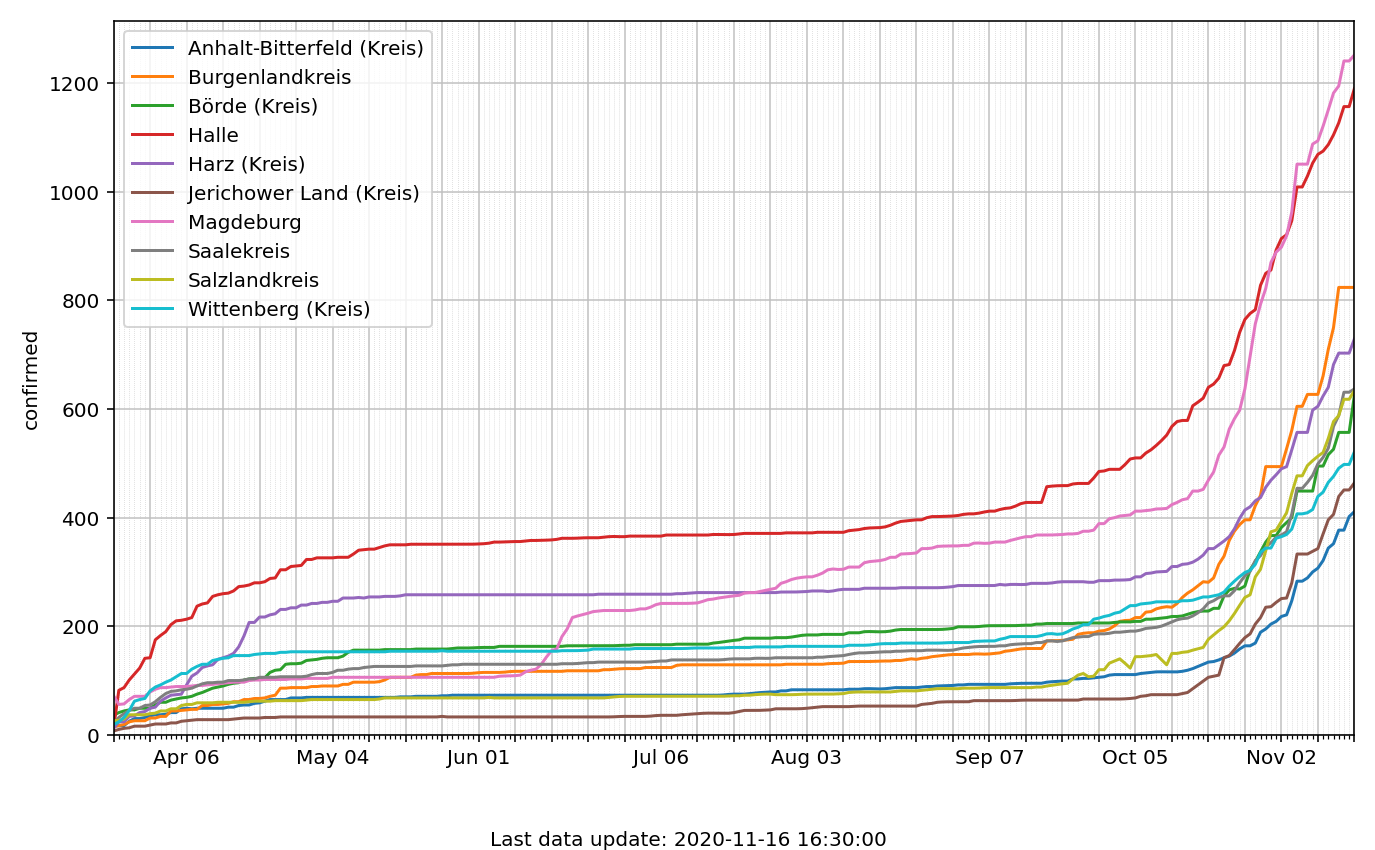 Anhalt-Bitterfeld (Kreis)
Burgenlandkreis
Börde (Kreis)
Halle
Harz (Kreis)
Jerichower Land (Kreis)
Magdeburg
Saalekreis
Salzlandkreis
Wittenberg (Kreis)
1200
1000
800
600
400
200
0
confirmed
Apr 06 May 04 Jun 01 Jul 06 Aug 03 Sep 07 Oct 05 Nov 02
Last data update: 2020-11-16 16:30:00